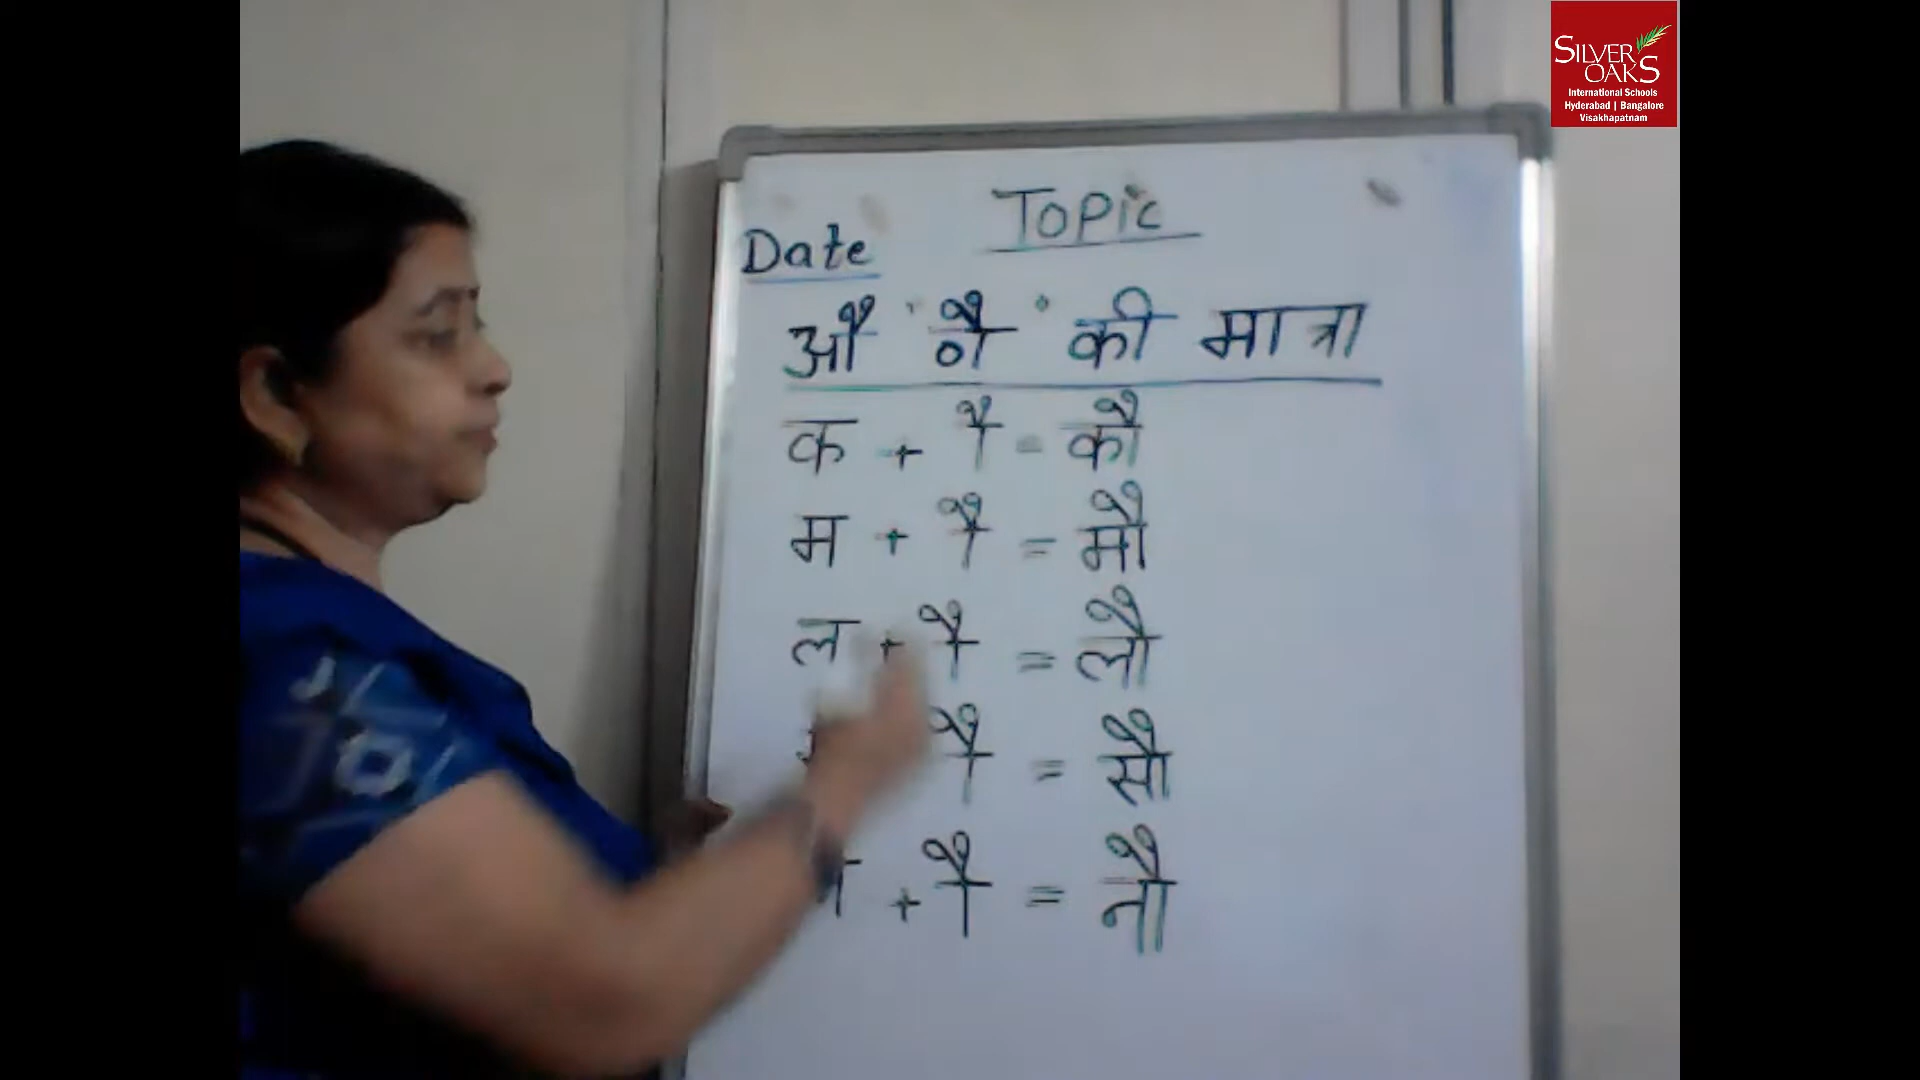 SILVER
OAKS
International Schools
Hyderabad | Bangalore
Visakhapatnam
Topic
Date
औ ' ौ ' की मात्रा
क + ौ = कौ
म + ौ = मौ
ल + ौ = लौ
ौ = सौ
+ ौ = नौ